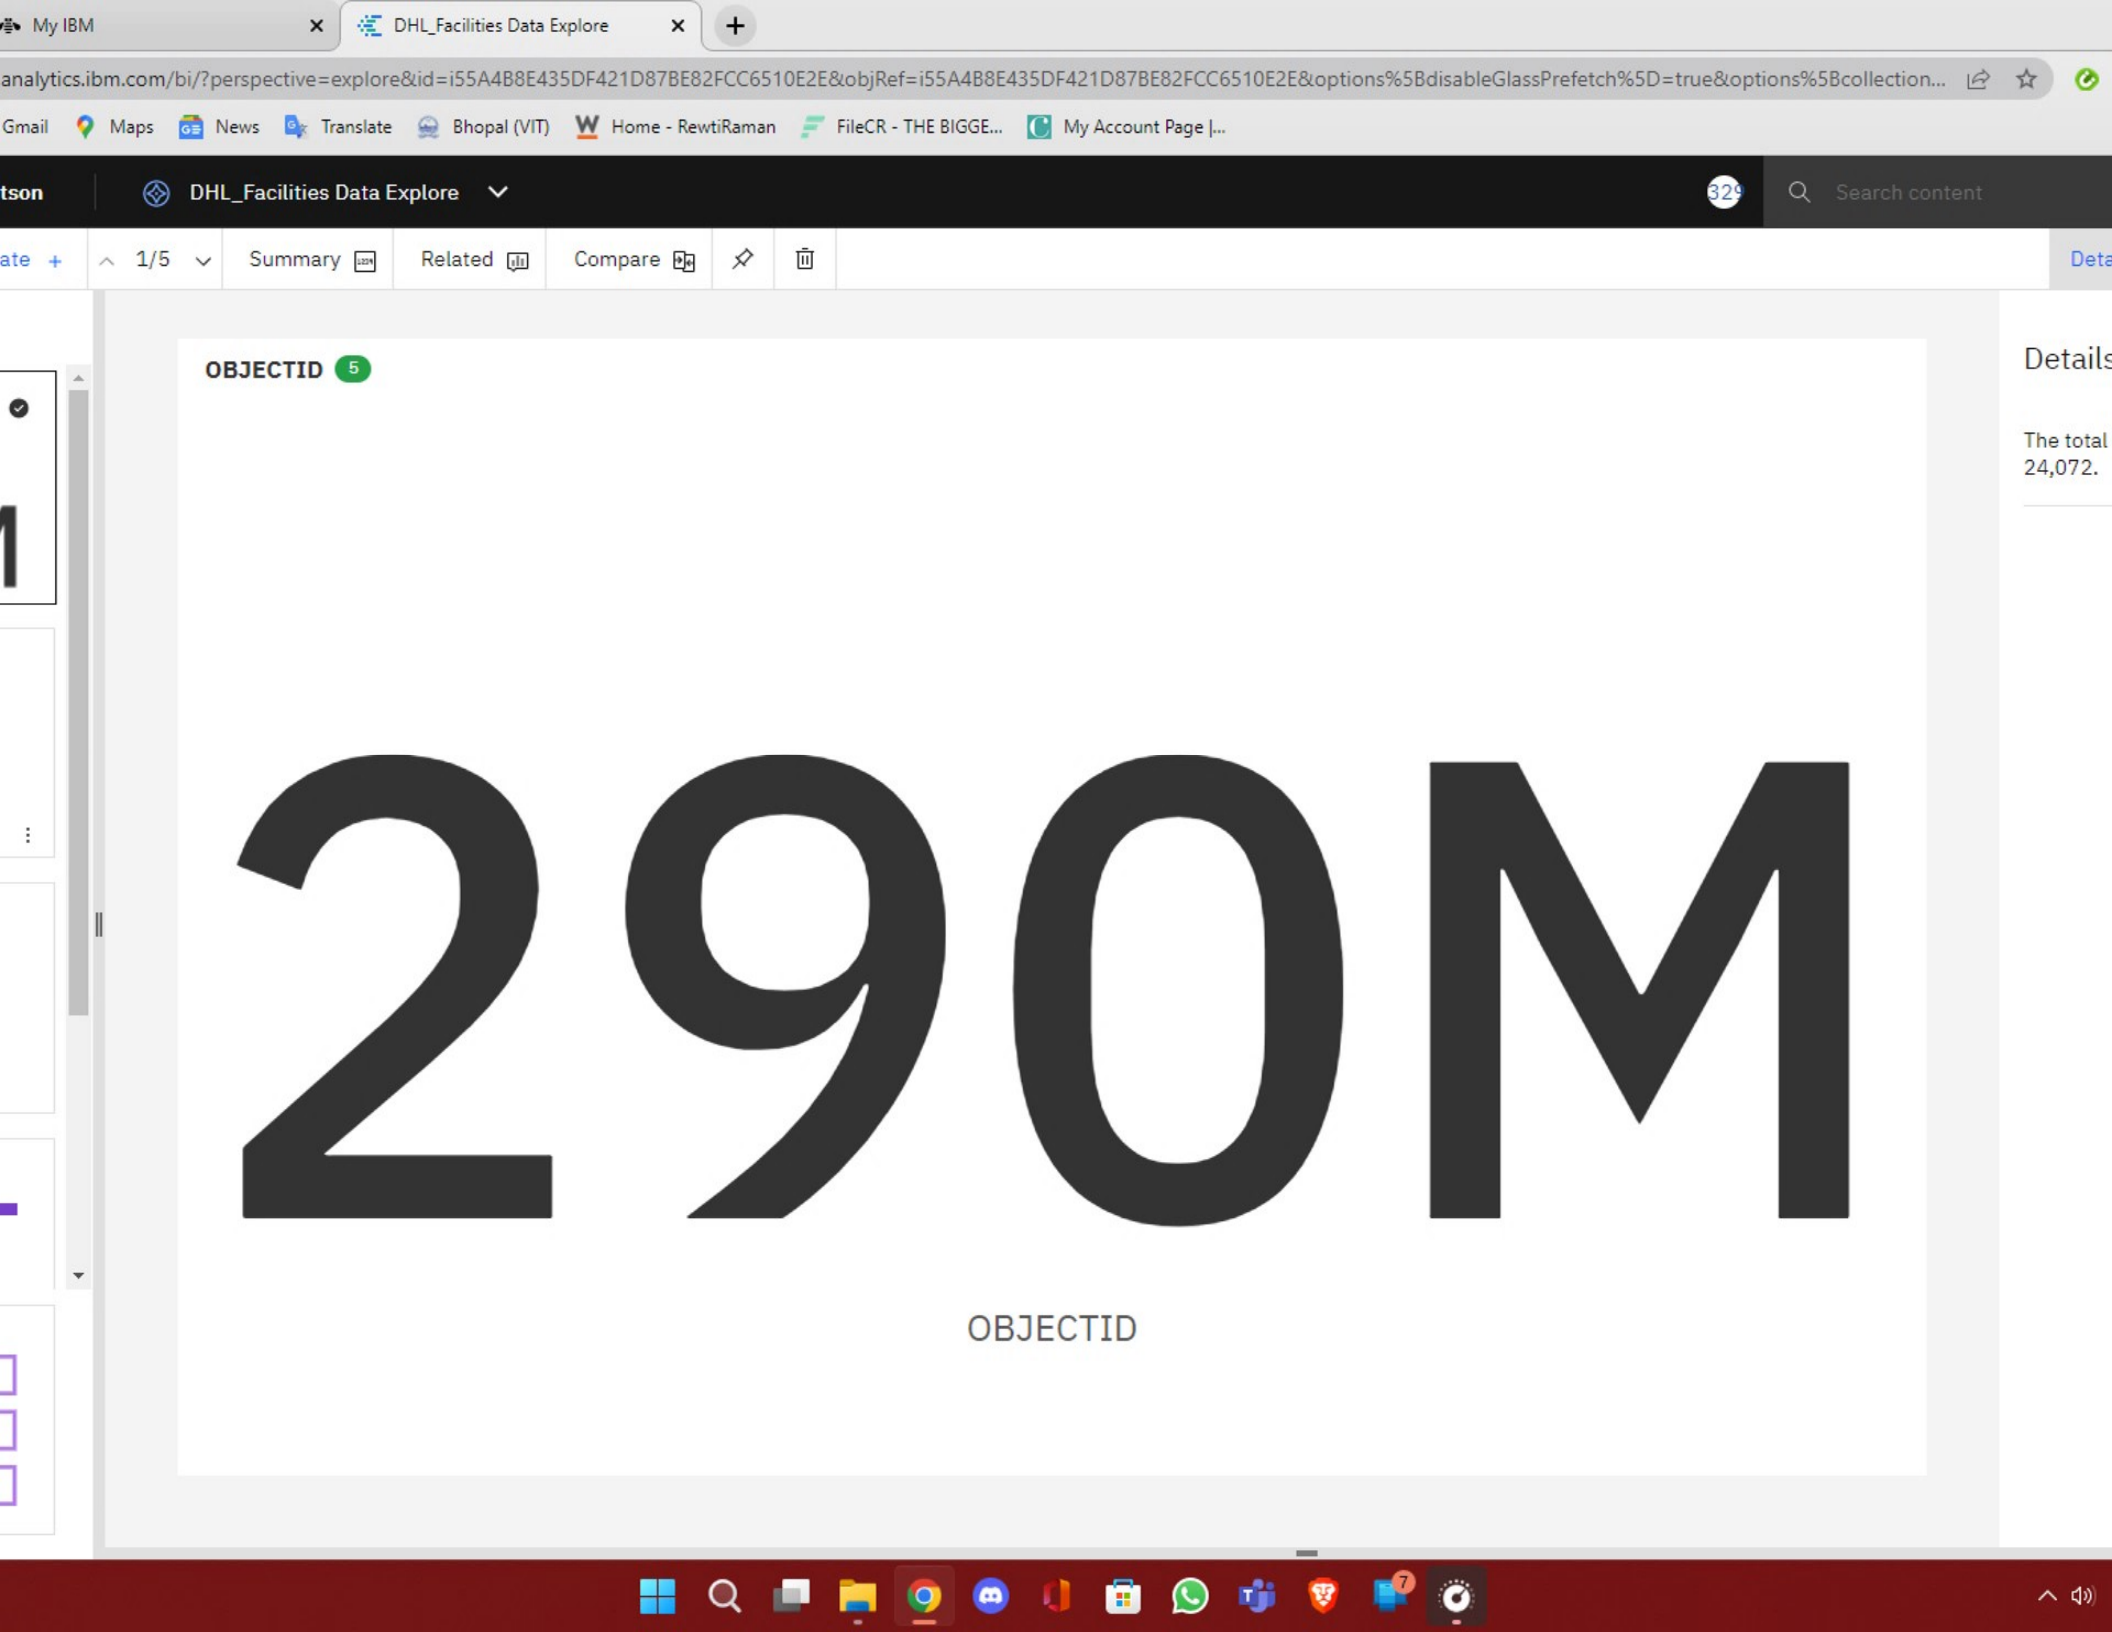 My IBM
DHL_Facilities Data Explore
analytics.ibm.com/bi/?perspective=explore&id=i55A4B8E435DF421D87BE82FCC6510E2E&objRef=i55A4B8E435DF421D87BE82FCC6510E2E&options%5BdisableGlassPrefetch%5D=true&options%5Bcollection...
Gmail Maps News Translate Bhopal (VIT) Home - RewtiRaman FileCR - THE BIGGE... My Account Page |...
tson DHL_Facilities Data Explore 329 Search content
ate + 1/5 Summary Related Compare Deta
OBJECTID 5
Details
The total
24,072.
M
290M
OBJECTID
7